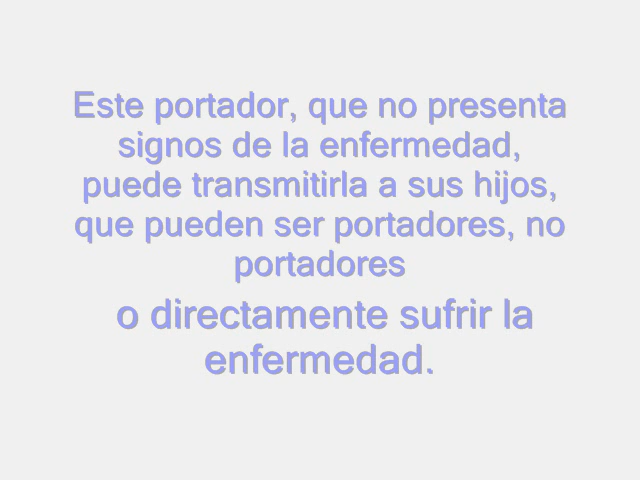 Este portador, que no presenta
signos de la enfermedad,
puede transmitirla a sus hijos,
que pueden ser portadores, no
portadores
o directamente sufrir la
enfermedad.